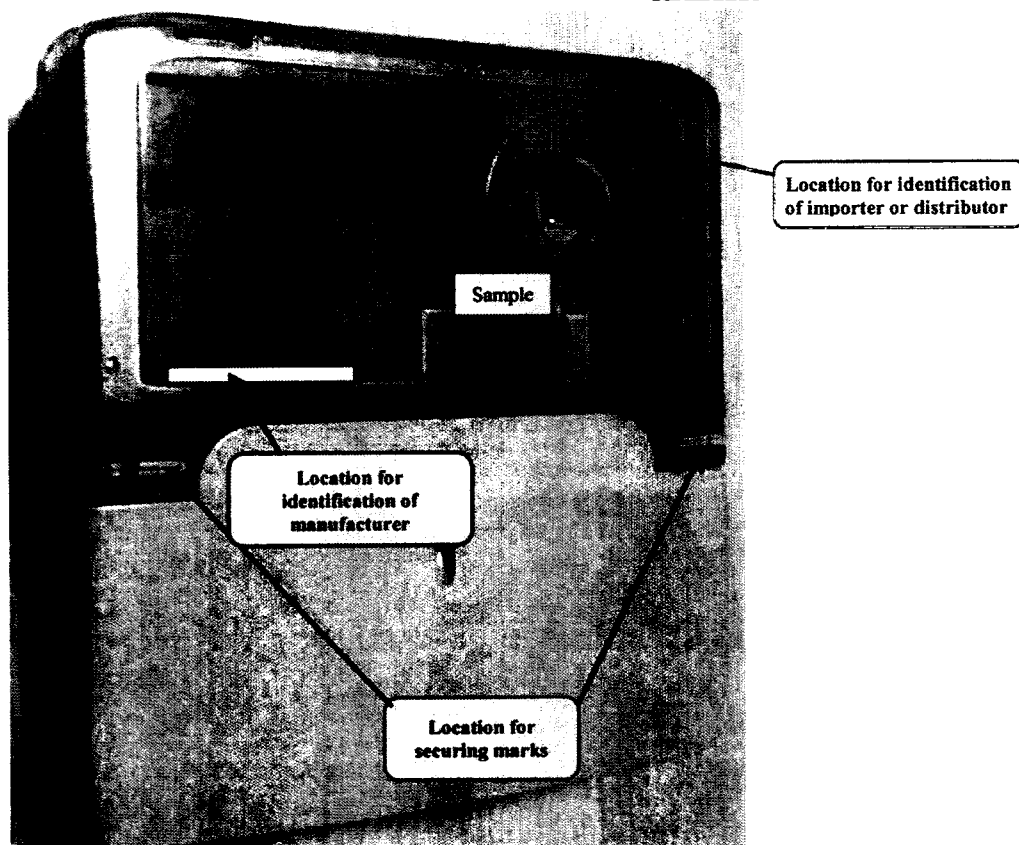 Location for identification
of importer or distributor
Sample
Location for
identification of
manufacturer
Location for
securing marks